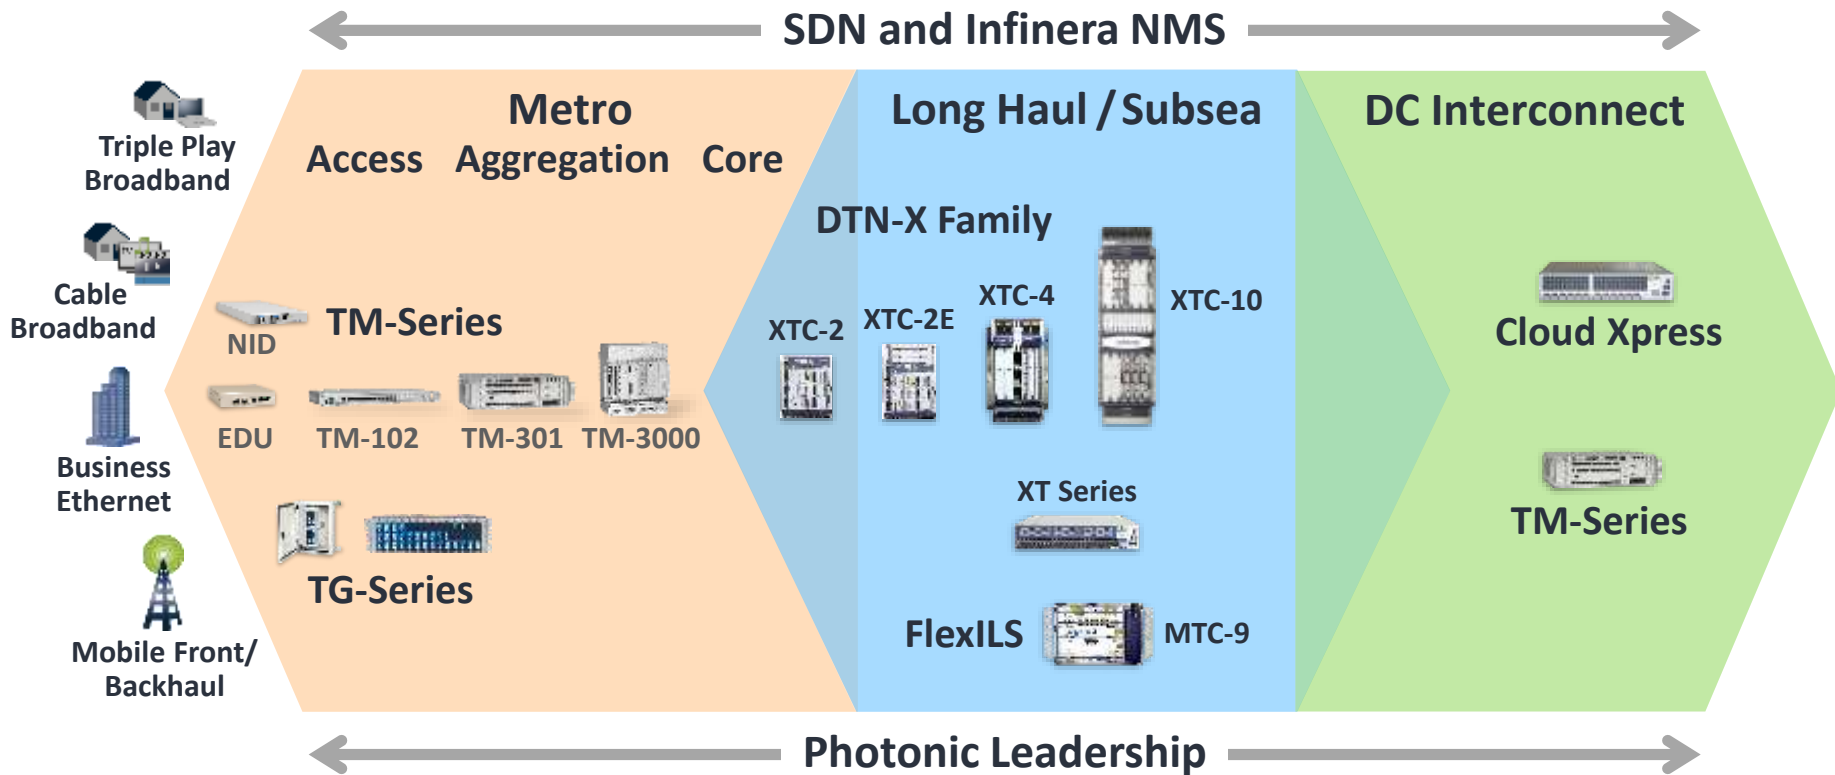 SDN and Infinera NMS
Triple Play
Broadband
Cable
Broadband
Business
Ethernet
Mobile Front/
Backhaul
Metro
Access Aggregation Core
TM-Series
NID
EDU TM-102 TM-301 TM-3000
TG-Series
Long Haul / Subsea
DTN-X Family
XTC-2 XTC-2E XTC-4 XTC-10
XT Series
FlexILS MTC-9
DC Interconnect
Cloud Xpress
TM-Series
Photonic Leadership